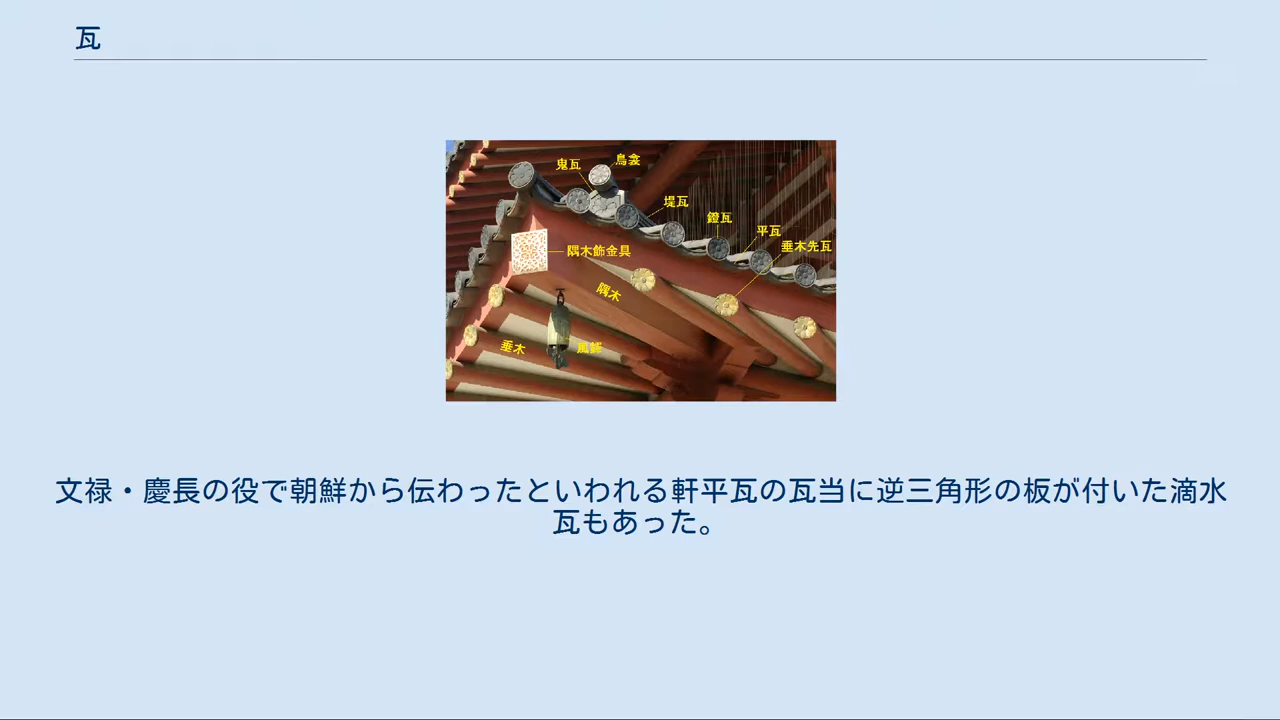 瓦
鬼瓦
鳥衾
堤瓦
鐙瓦
平瓦
垂木先瓦
隅木飾金具
隅木
垂木
風鐸
文禄・慶長の役で朝鮮から伝わったといわれる軒平瓦の瓦当に逆三角形の板が付いた滴水
瓦もあった。